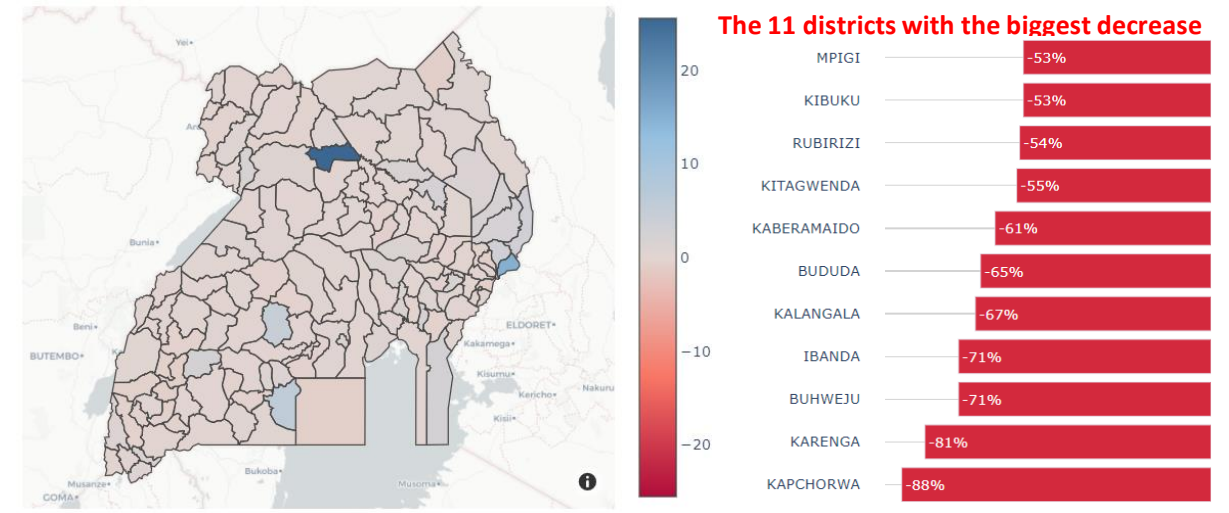 Yei
Bunia
Beni
BUTEMBO
Musanze
GOMA
Bukoba
Musoma
ELDORET
Kakamega
Kisumu
Kericho
Kisii
Nakuru
i
20
10
0
−10
−20
The 11 districts with the biggest decrease
MPIGI -53%
KIBUKU -53%
RUBIRIZI -54%
KITAGWENDA -55%
KABERAMAIDO -61%
BUDUDA -65%
KALANGALA -67%
IBANDA -71%
BUHWEJU -71%
KARENGA -81%
KAPCHORWA -88%